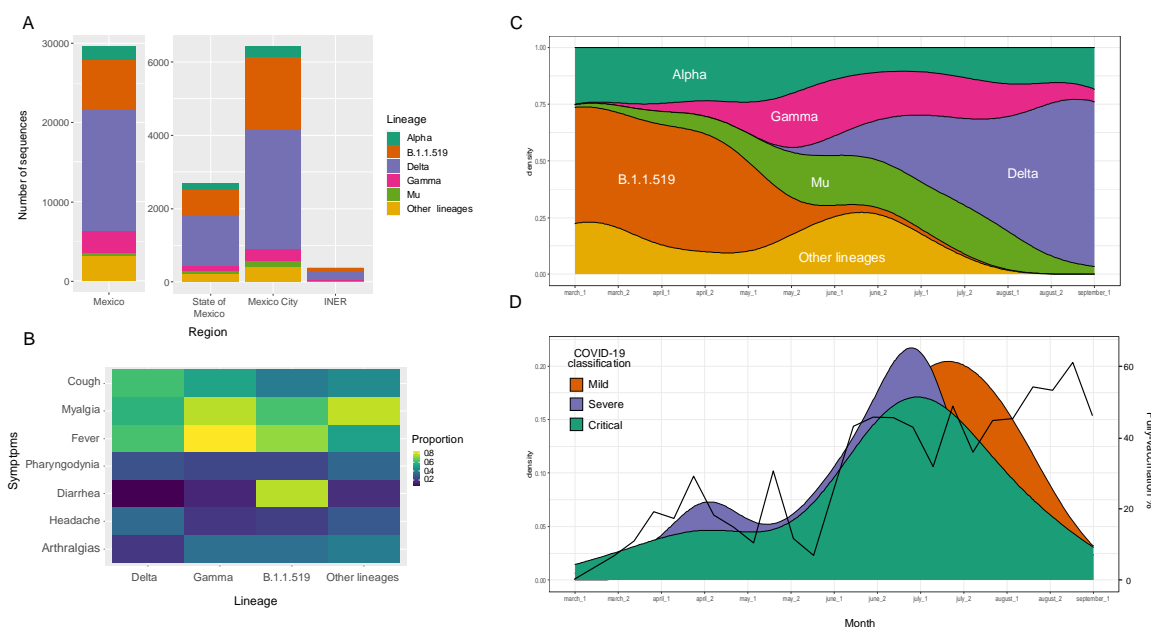 A
Number of sequences
30000
20000
10000
0
6000
4000
2000
0
Mexico
State of
Mexico
Mexico City
INER
Region
Lineage
Alpha
B.1.1.519
Delta
Gamma
Mu
Other lineages
B
Symptpms
Cough
Myalgia
Fever
Pharyngodynia
Diarrhea
Headache
Arthralgias
Delta
Gamma
B.1.1.519
Other lineages
Lineage
Proportion
0.8
0.6
0.4
02
C
density
1.00
0.75
0.50
0.25
0.00
Alpha
Gamma
B.1.1.519
Mu
Delta
Other lineages
march_1
march_2
april_1
april_2
may_1
may_2
june_1
june_2
july_1
july_2
august_1
august_2
september_1
D
COVID-19
classification
Mild
Severe
Critical
density
0.20
0.15
0.10
0.05
0.00
60
40
20
0
Fully-vaccination %
march_1
march_2
april_1
april_2
may_1
may_2
june_1
june_2
july_1
july_2
august_1
august_2
september_1
Month